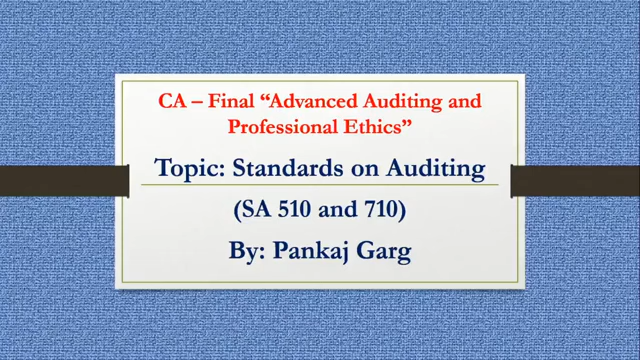 CA – Final “Advanced Auditing and
Professional Ethics”
Topic: Standards on Auditing
(SA 510 and 710)
By: Pankaj Garg